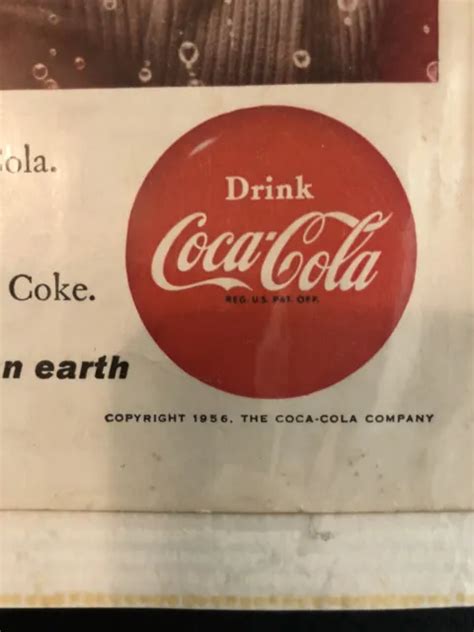 ola.
Drink
Coca-Cola
REG. U.S. PAT. OFF.
Coke.
n earth
COPYRIGHT 1956, THE COCA-COLA COMPANY